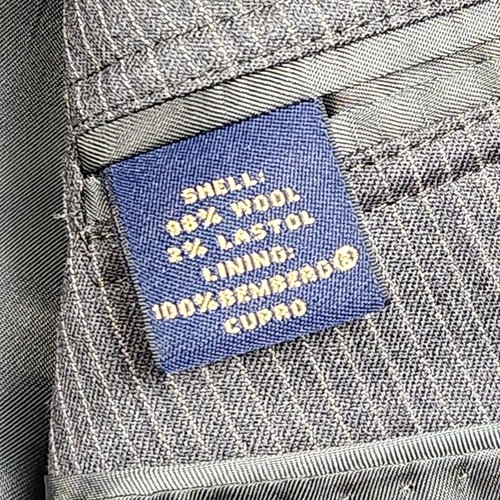 SHELL:
98% WOOL
2% LASTOL
LINING:
100%BEMBERG®
CUPRO